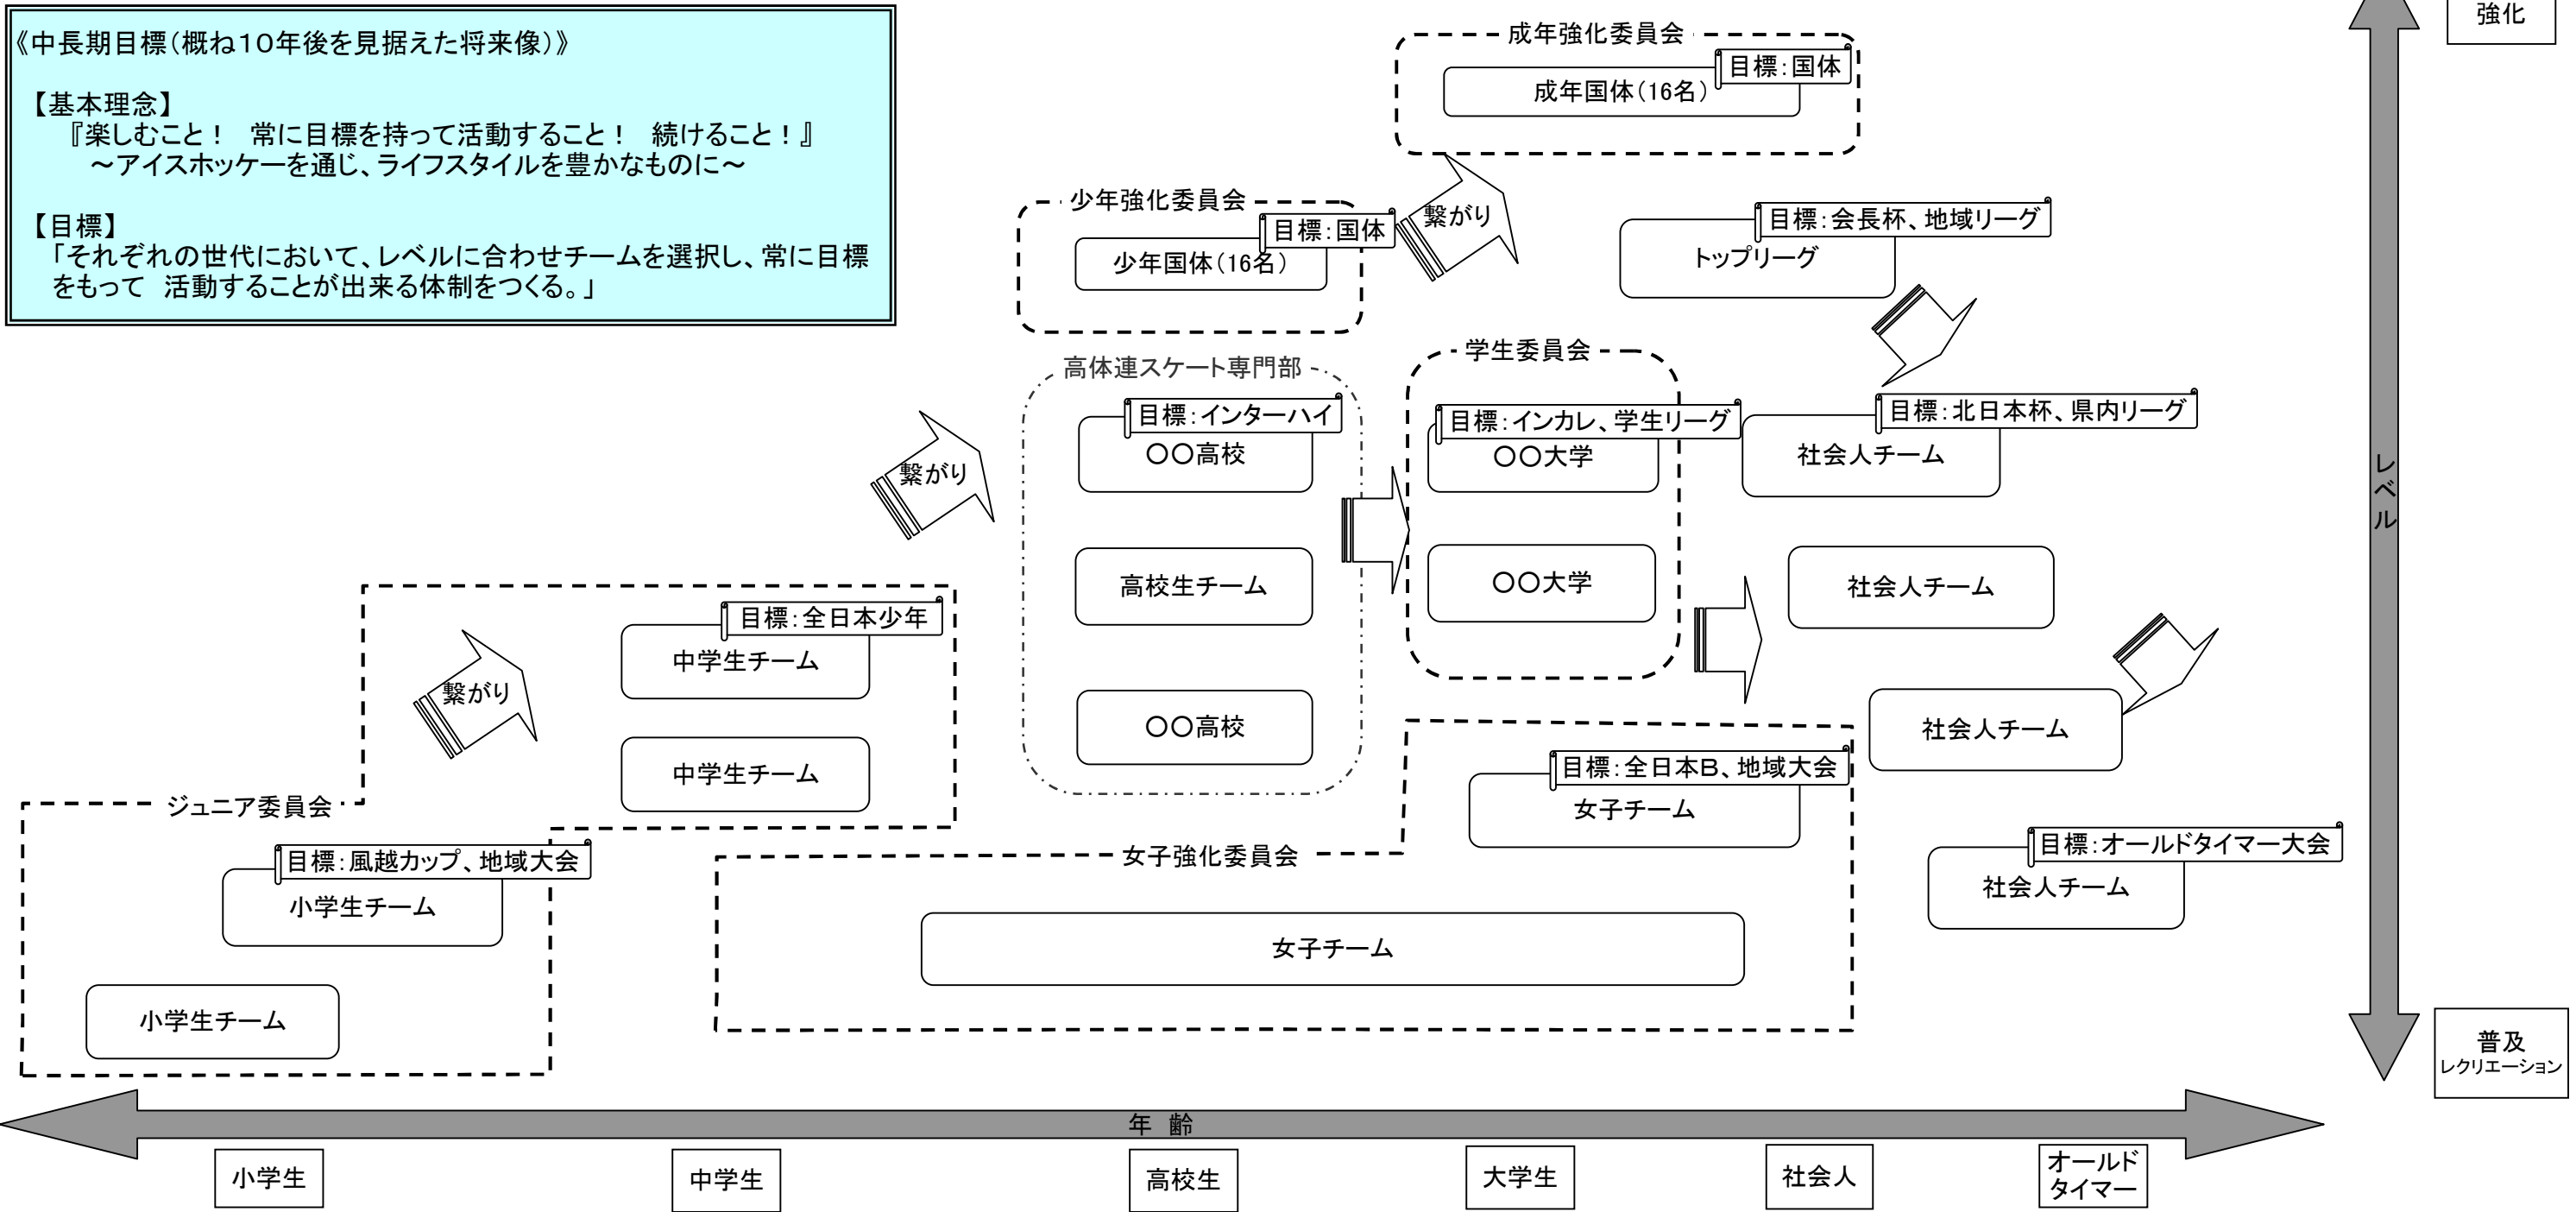 《中長期目標（概ね１０年後を見据えた将来像）》
【基本理念】
『楽しむこと！　常に目標を持って活動すること！　続けること！』
～アイスホッケーを通じ、ライフスタイルを豊かなものに～
【目標】
「それぞれの世代において、レベルに合わせチームを選択し、常に目標
をもって　活動することが出来る体制をつくる。」
成年強化委員会
目標：国体
成年国体（16名）
強化
少年強化委員会
目標：国体
少年国体（16名）
繋がり
目標：会長杯、地域リーグ
トップリーグ
高体連スケート専門部
目標：インターハイ
〇〇高校
高校生チーム
〇〇高校
学生委員会
目標：インカレ、学生リーグ
〇〇大学
〇〇大学
目標：北日本杯、県内リーグ
社会人チーム
社会人チーム
社会人チーム
レベル
繋がり
目標：全日本少年
中学生チーム
中学生チーム
繋がり
ジュニア委員会
目標：風越カップ、地域大会
小学生チーム
小学生チーム
目標：全日本Ｂ、地域大会
女子チーム
女子強化委員会
女子チーム
目標：オールドタイマー大会
社会人チーム
普及
レクリエーション
年　齢
小学生
中学生
高校生
大学生
社会人
オールド
タイマー